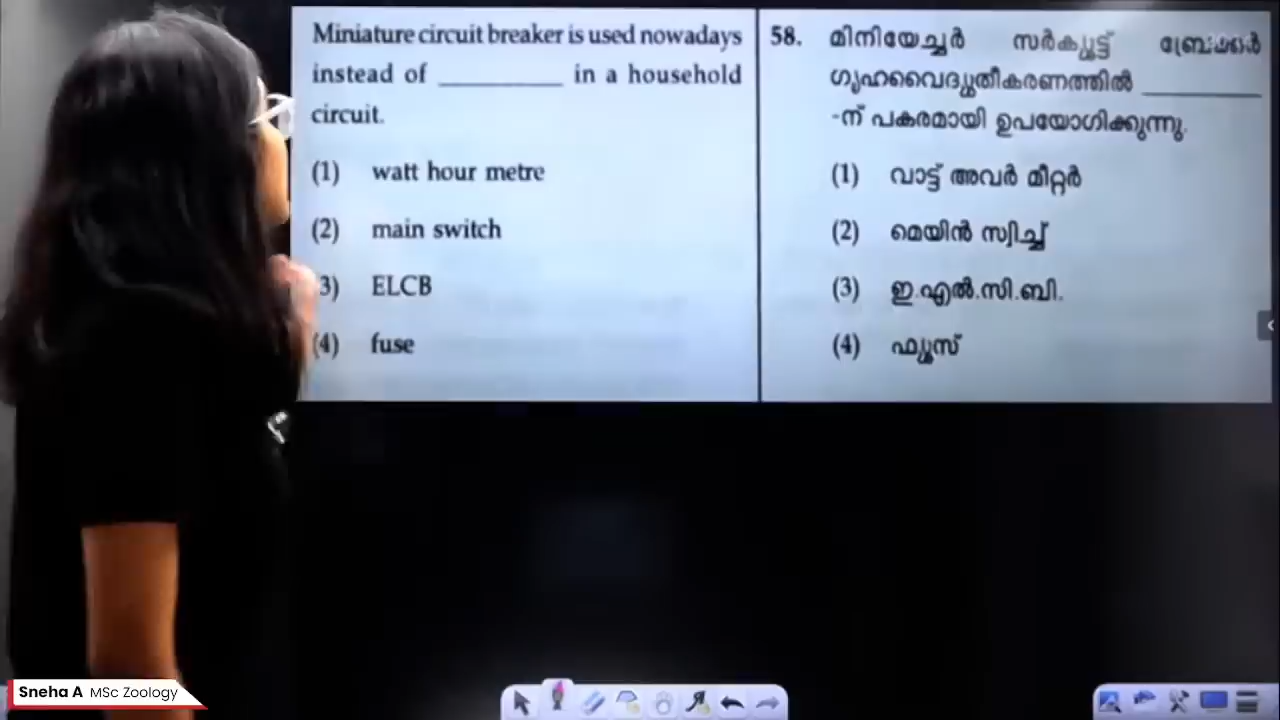 Miniature circuit breaker is used nowadays
instead of __________ in a household
circuit.
(1) watt hour metre
(2) main switch
3) ELCB
(4) fuse
58. മിനിയേച്ചർ സർക്യൂട്ട് ബ്രേക്കർ
ഗൃഹവൈദ്യുതീകരണത്തിൽ __________
-ന് പകരമായി ഉപയോഗിക്കുന്നു.
(1) വാട്ട് അവർ മീറ്റർ
(2) മെയിൻ സ്വിച്ച്
(3) ഇ.എൽ.സി.ബി.
(4) ഫ്യൂസ്
Sneha A MSc Zoology